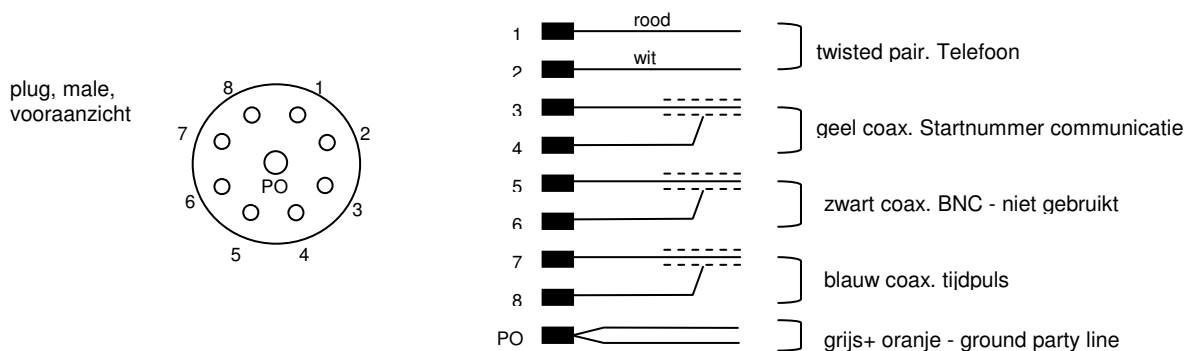 plug, male,
vooraanzicht
8
1
7
2
PO
6
3
5
4
1
rood
2
wit
twisted pair. Telefoon
3
4
geel coax. Startnummer communicatie
5
6
zwart coax. BNC - niet gebruikt
7
8
blauw coax. tijdpuls
PO
grijs+ oranje - ground party line